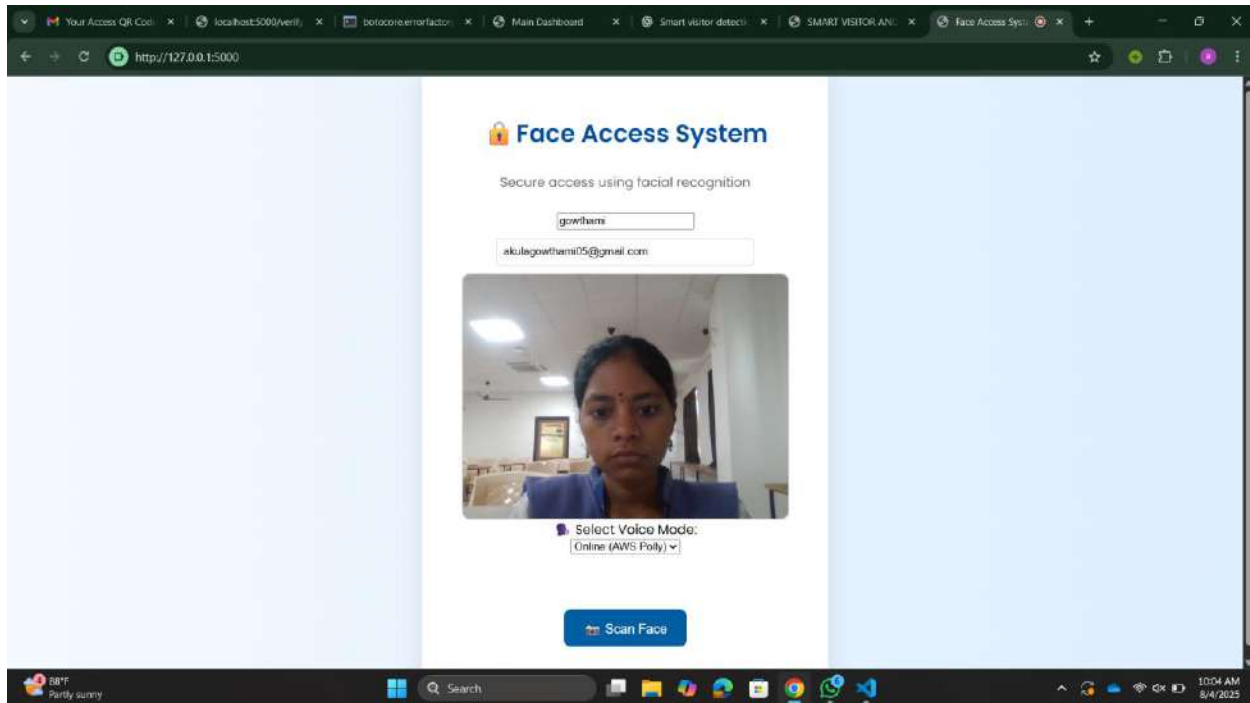 Your Access QR Cod
localhost:5000/verify
botocore.errorfactor
Main Dashboard
Smart visitor detecti
SMART VISITOR AND
Face Access Syst
http://127.0.0.1:5000
Face Access System
Secure access using facial recognition
gowthami
akulagowthami05@gmail.com
Select Voice Mode:
Online (AWS Polly)
Scan Face
88°F
Partly sunny
Search
10:04 AM
8/4/2025